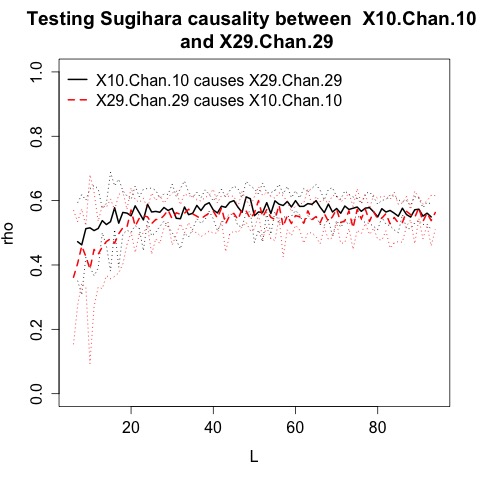 Testing Sugihara causality between X10.Chan.10
and X29.Chan.29
X10.Chan.10 causes X29.Chan.29
X29.Chan.29 causes X10.Chan.10
rho
1.0
0.8
0.6
0.4
0.2
0.0
20 40 60 80
L